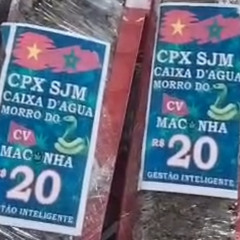 CPX SJM
CAIXA D'AGUA
MORRO DO
CV
MAC NHA
$20
GESTÃO INTELIGENTE
CPX SJM
CAIXA D'AGUA
MORRO DO
CV
MAC NHA
R$ 20
GESTÃO INTELIGENTE